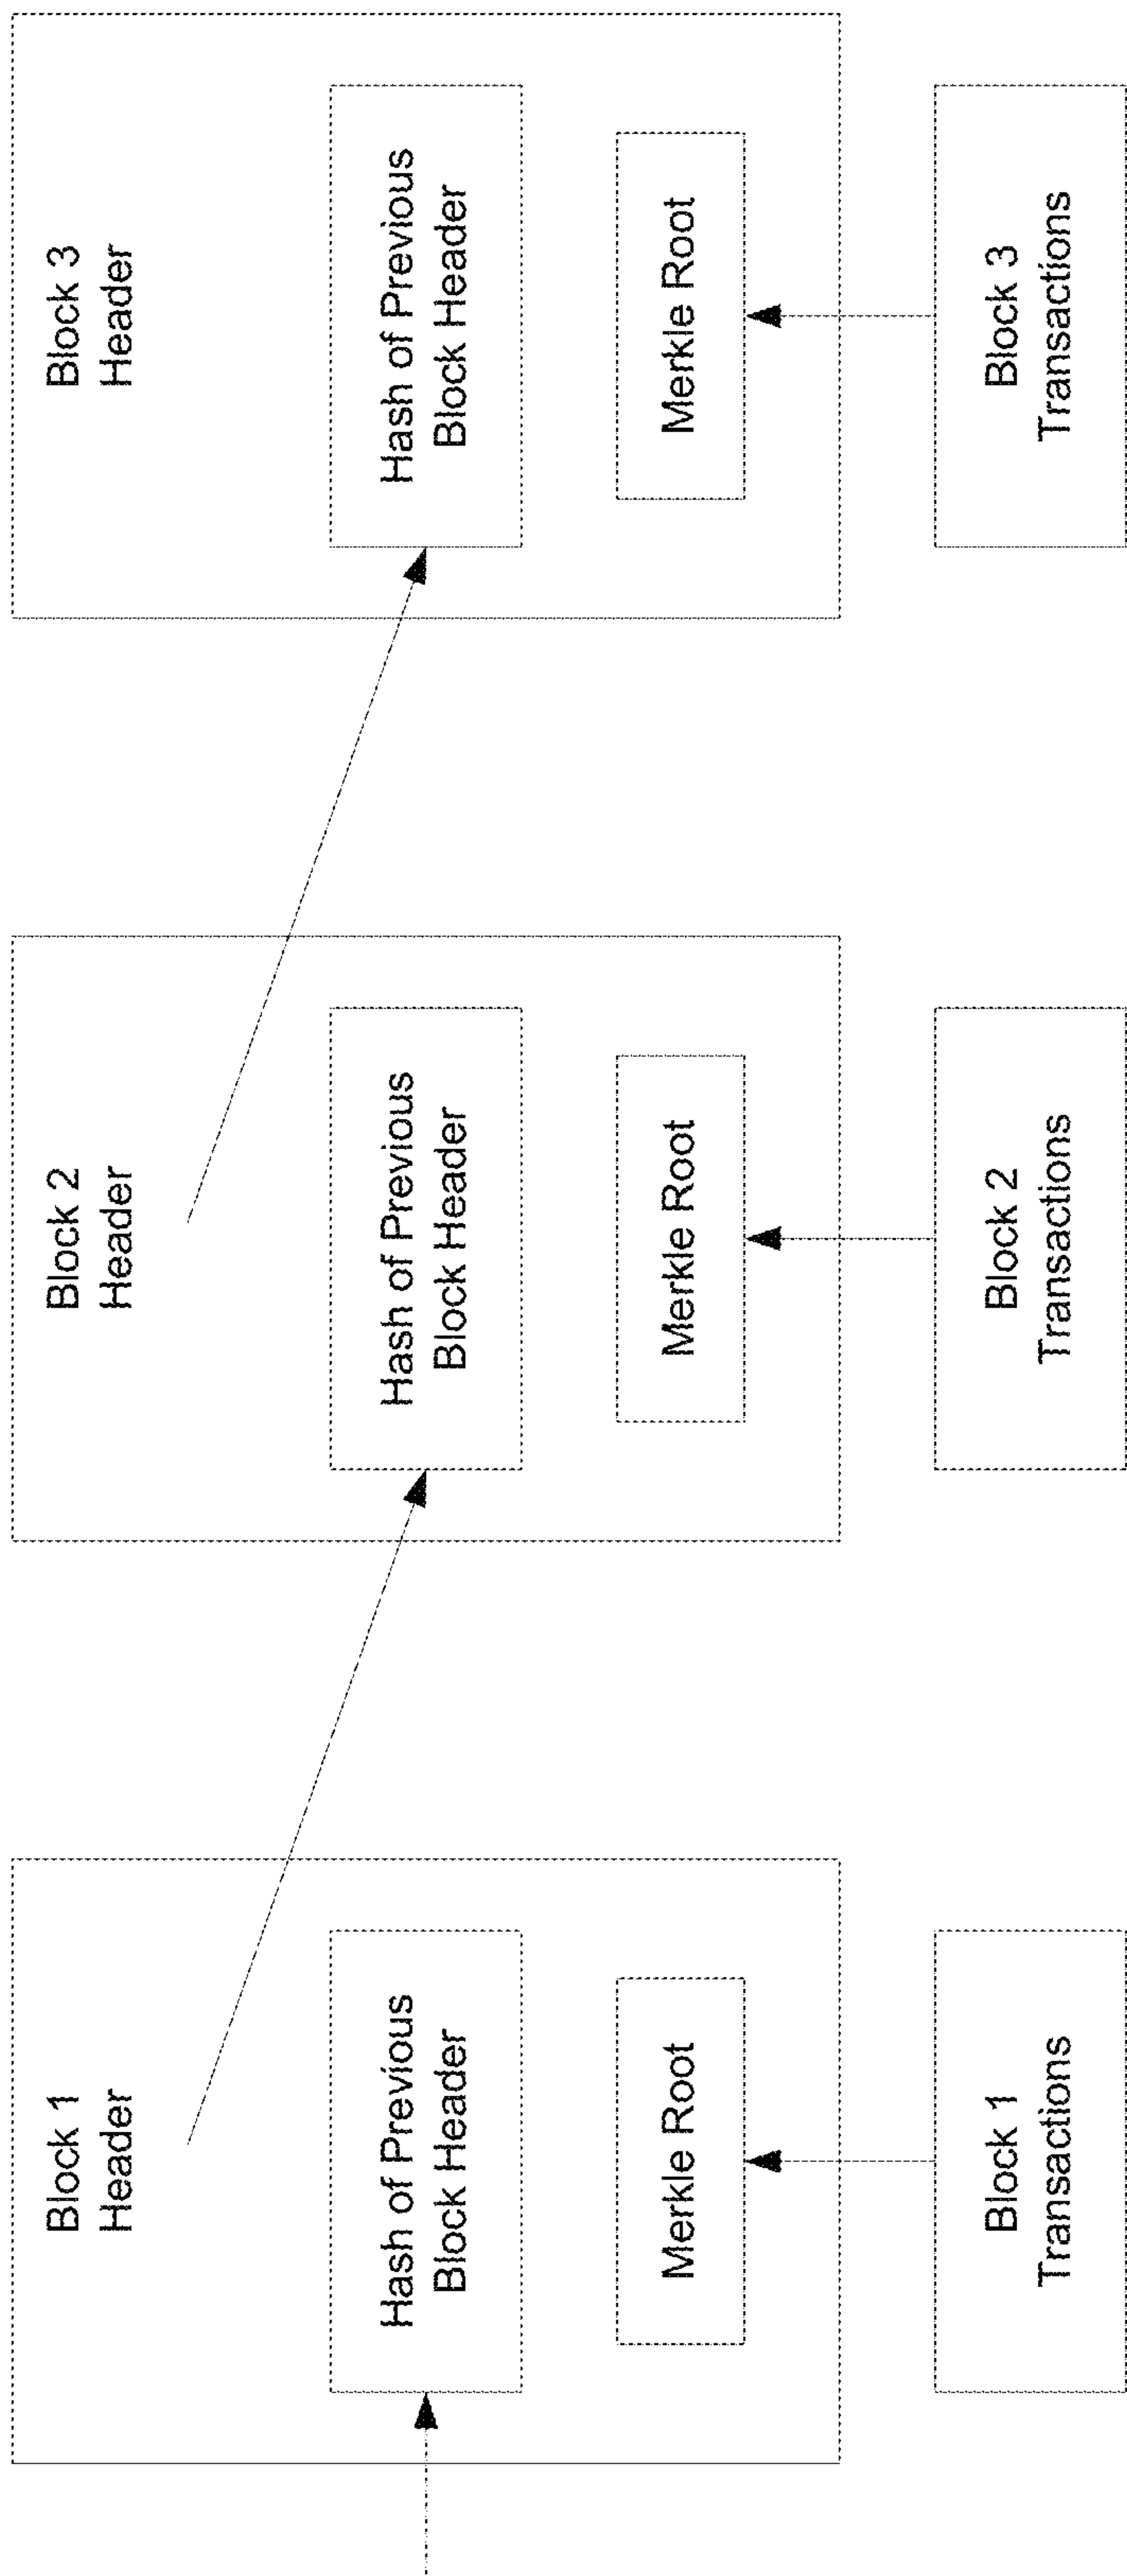 Block 1
Header
Hash of Previous
Block Header
Merkle Root
Block 1
Transactions
Block 2
Header
Hash of Previous
Block Header
Merkle Root
Block 2
Transactions
Block 3
Header
Hash of Previous
Block Header
Merkle Root
Block 3
Transactions